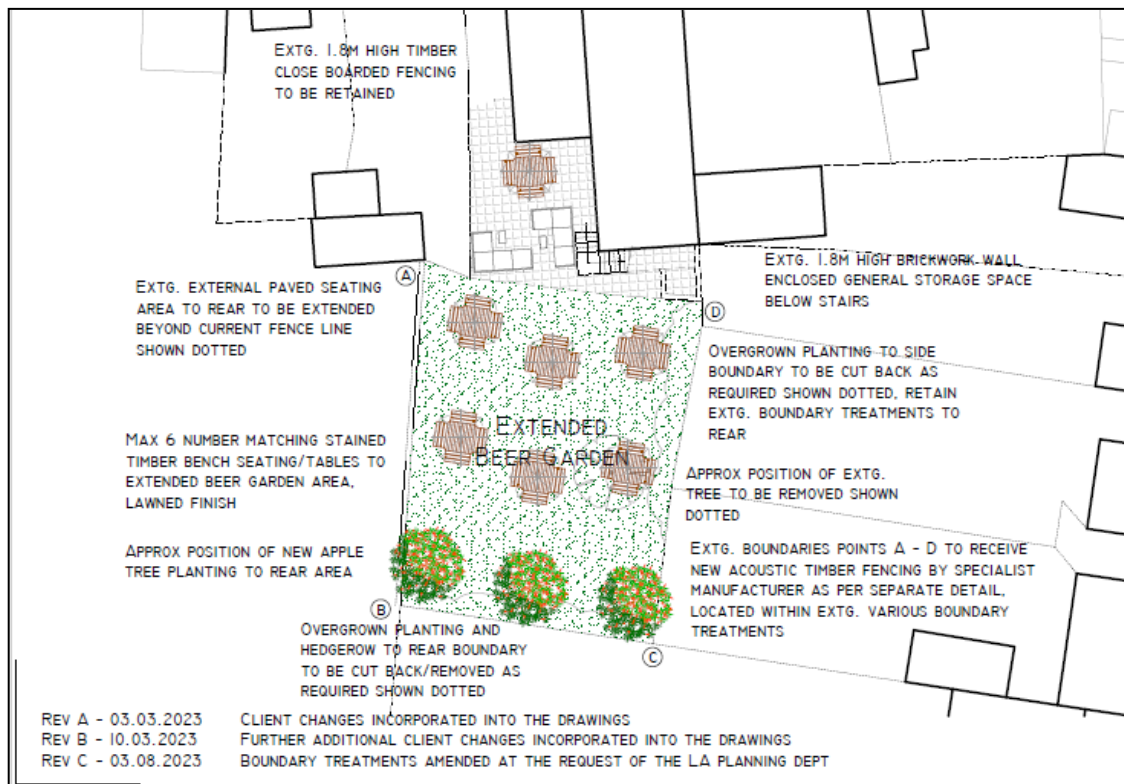 EXTG. 1.8M HIGH TIMBER
CLOSE BOARDED FENCING
TO BE RETAINED
EXTG. 1.8M HIGH BRICKWORK WALL
ENCLOSED GENERAL STORAGE SPACE
BELOW STAIRS
A
EXTG. EXTERNAL PAVED SEATING
AREA TO REAR TO BE EXTENDED
BEYOND CURRENT FENCE LINE
SHOWN DOTTED
D
OVERGROWN PLANTING TO SIDE
BOUNDARY TO BE CUT BACK AS
REQUIRED SHOWN DOTTED, RETAIN
EXTG. BOUNDARY TREATMENTS TO
REAR
EXTENDED
BEER GARDEN
MAX 6 NUMBER MATCHING STAINED
TIMBER BENCH SEATING/TABLES TO
EXTENDED BEER GARDEN AREA,
LAWNED FINISH
APPROX POSITION OF EXTG.
TREE TO BE REMOVED SHOWN
DOTTED
APPROX POSITION OF NEW APPLE
TREE PLANTING TO REAR AREA
EXTG. BOUNDARIES POINTS A - D TO RECEIVE
NEW ACOUSTIC TIMBER FENCING BY SPECIALIST
MANUFACTURER AS PER SEPARATE DETAIL,
LOCATED WITHIN EXTG. VARIOUS BOUNDARY
TREATMENTS
B
C
OVERGROWN PLANTING AND
HEDGEROW TO REAR BOUNDARY
TO BE CUT BACK/REMOVED AS
REQUIRED SHOWN DOTTED
REV A - 03.03.2023 CLIENT CHANGES INCORPORATED INTO THE DRAWINGS
REV B - 10.03.2023 FURTHER ADDITIONAL CLIENT CHANGES INCORPORATED INTO THE DRAWINGS
REV C - 03.08.2023 BOUNDARY TREATMENTS AMENDED AT THE REQUEST OF THE LA PLANNING DEPT